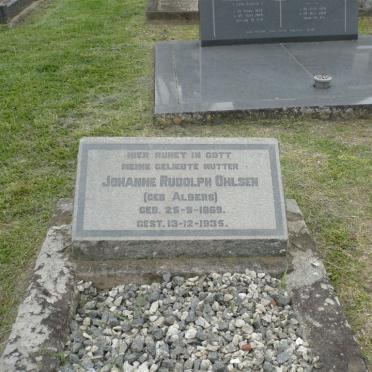 HIER RUHET IN GOTT
MEINE GELIEBTE MUTTER
JOHANNE RUDOLPH OHLSEN
(GEB ALBERS)
GEB. 25-9-1869.
GEST. 13-12-1935.